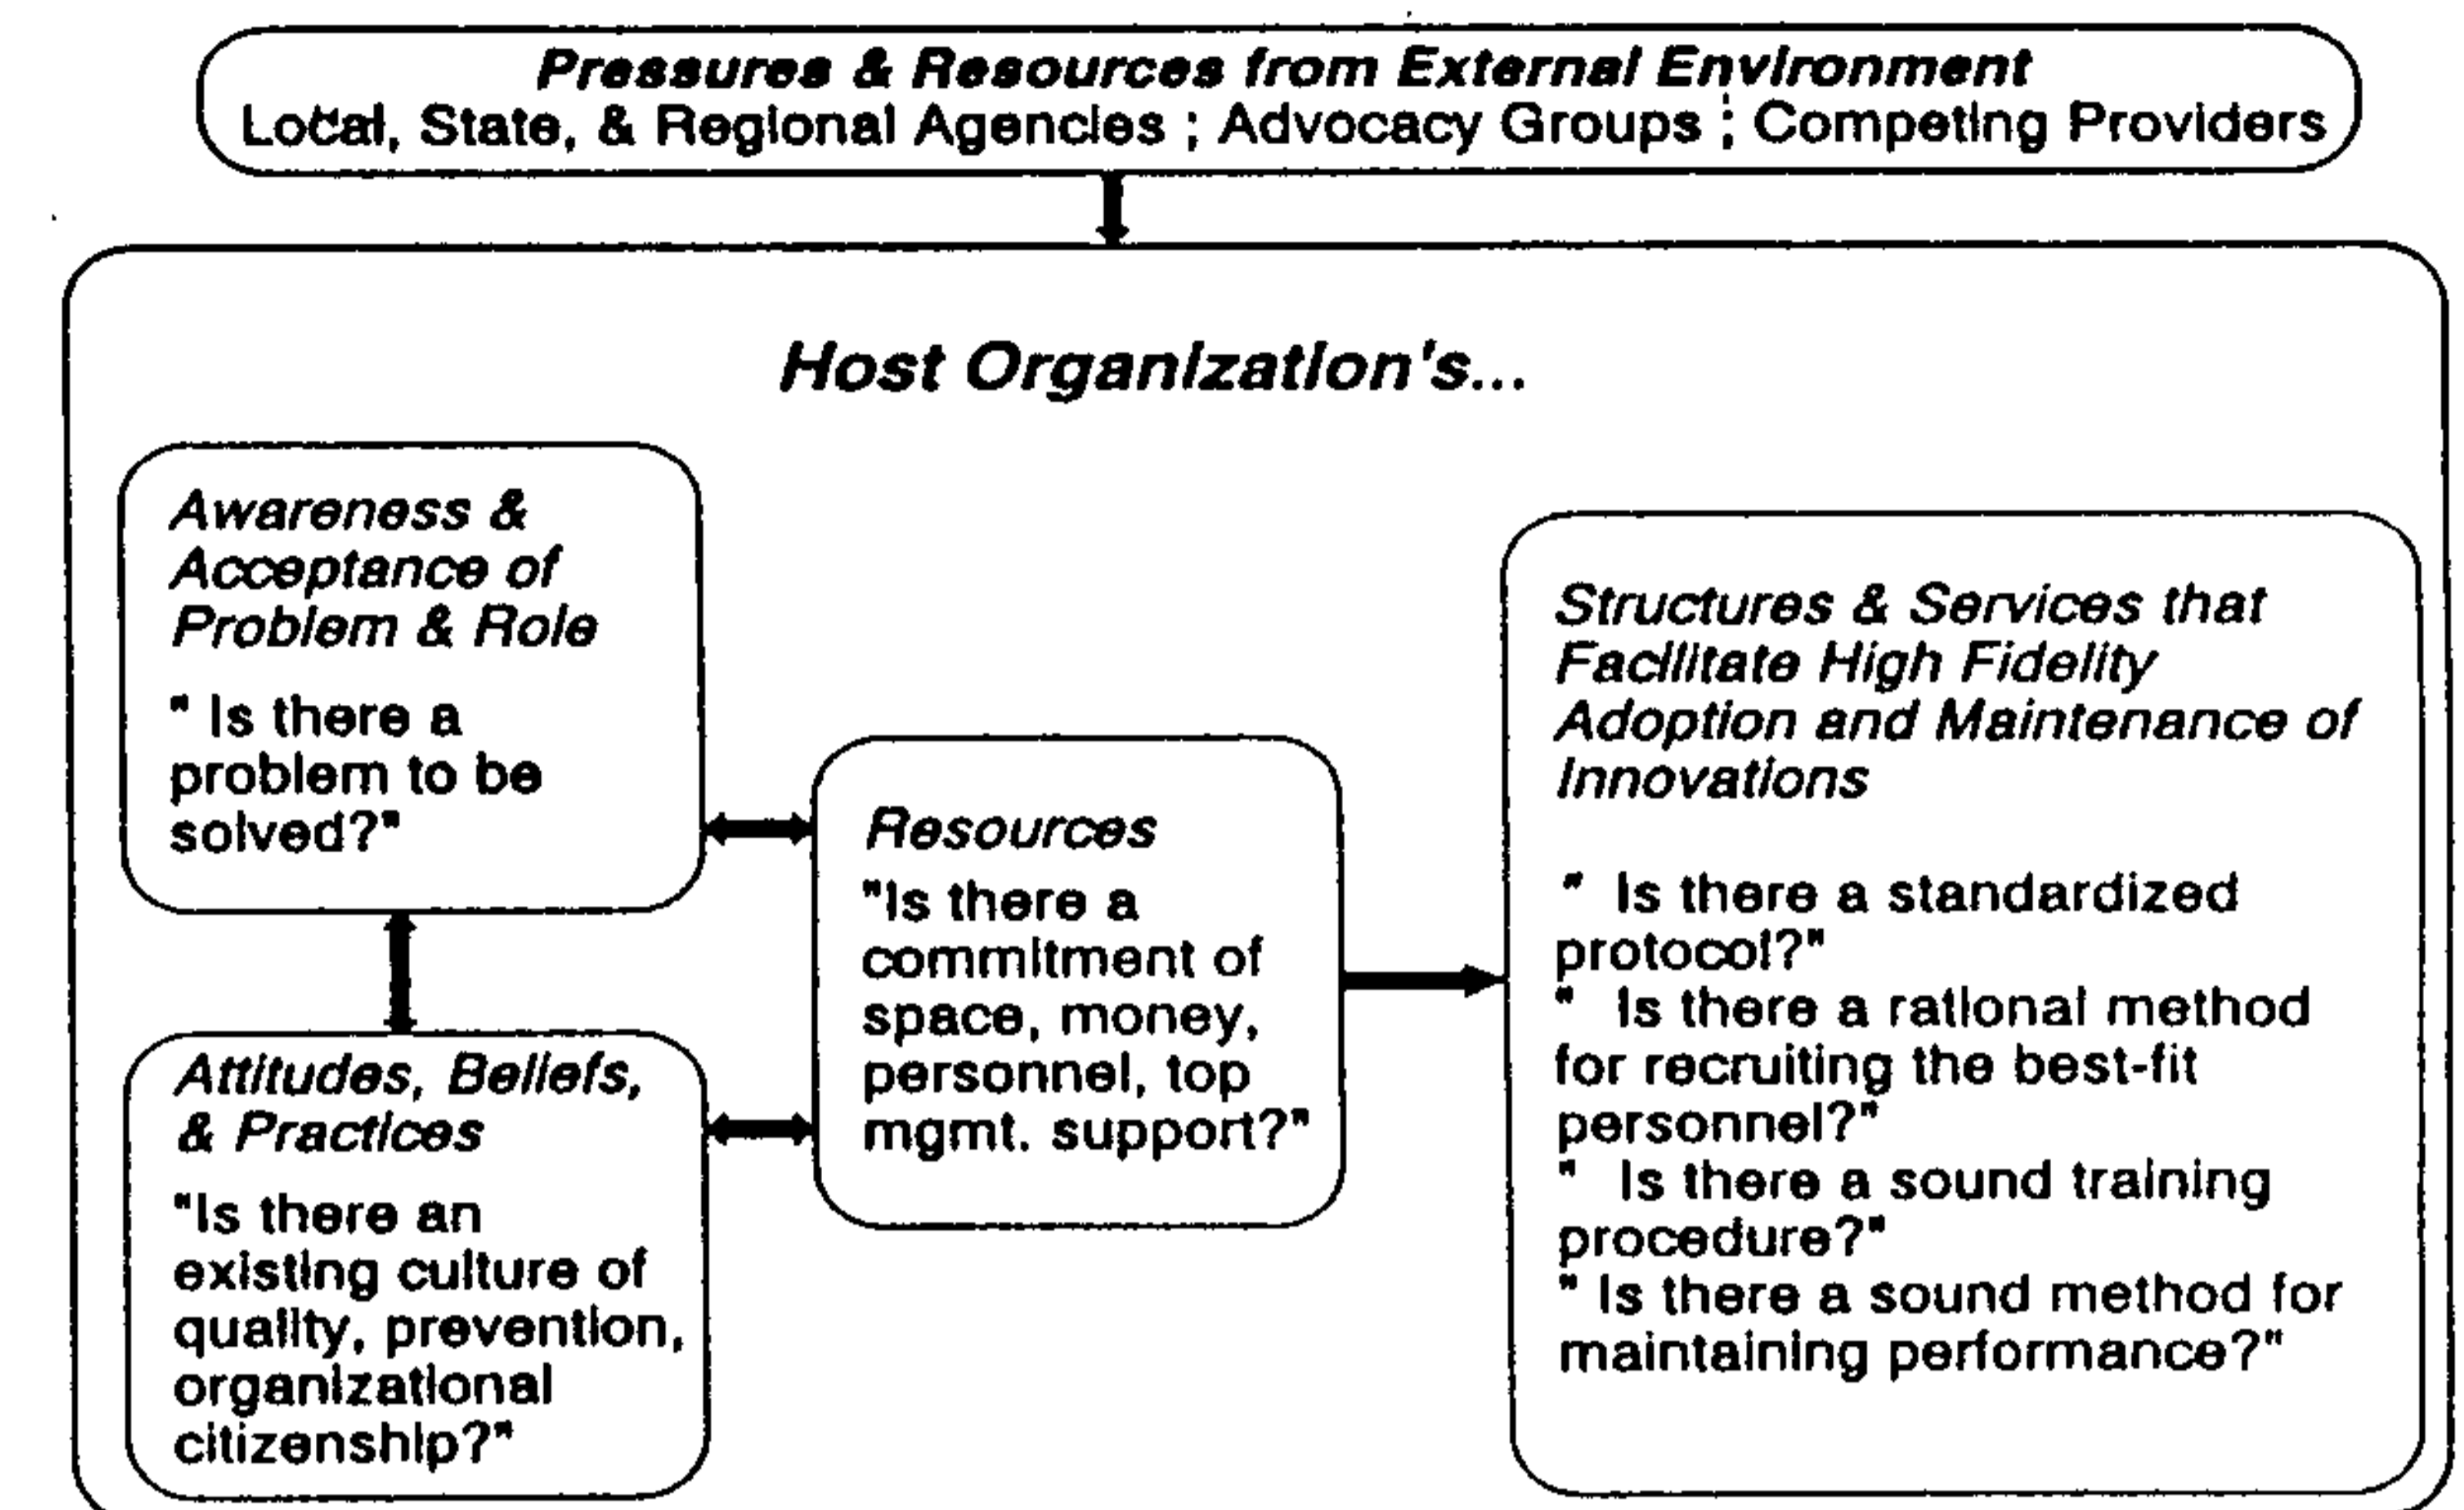 Pressures & Resources from External Environment
Local, State, & Regional Agencies ; Advocacy Groups ; Competing Providers
Host Organization's...
Awareness &
Acceptance of
Problem & Role
" Is there a
problem to be
solved?"
Attitudes, Beliefs,
& Practices
"Is there an
existing culture of
quality, prevention,
organizational
citizenship?"
Resources
"Is there a
commitment of
space, money,
personnel, top
mgmt. support?"
Structures & Services that
Facilitate High Fidelity
Adoption and Maintenance of
Innovations
" Is there a standardized
protocol?"
" Is there a rational method
for recruiting the best-fit
personnel?"
" Is there a sound training
procedure?"
" Is there a sound method for
maintaining performance?"